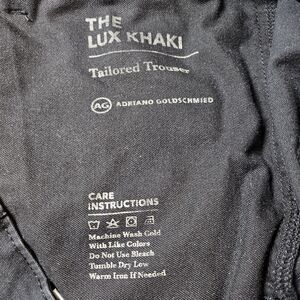 THE
LUX KHAKI
Tailored Trouser
AG ADRIANO GOLDSCHMIED
CARE
INSTRUCTIONS
Machine Wash Cold
With Like Colors
Do Not Use Bleach
Tumble Dry Low
Warm Iron If Needed